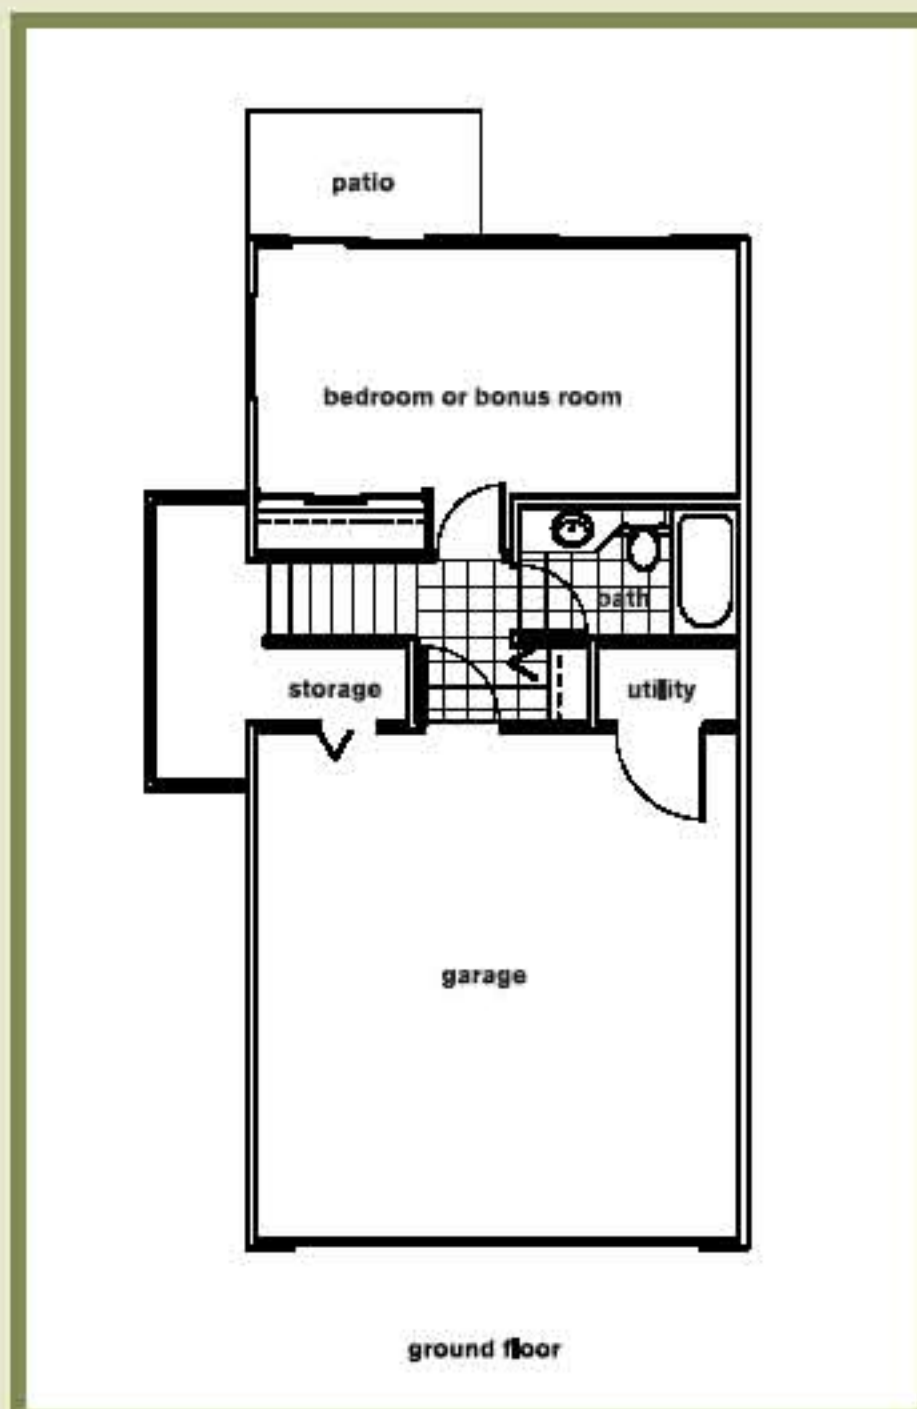 patio
bedroom or bonus room
bath
storage
utility
garage
ground floor